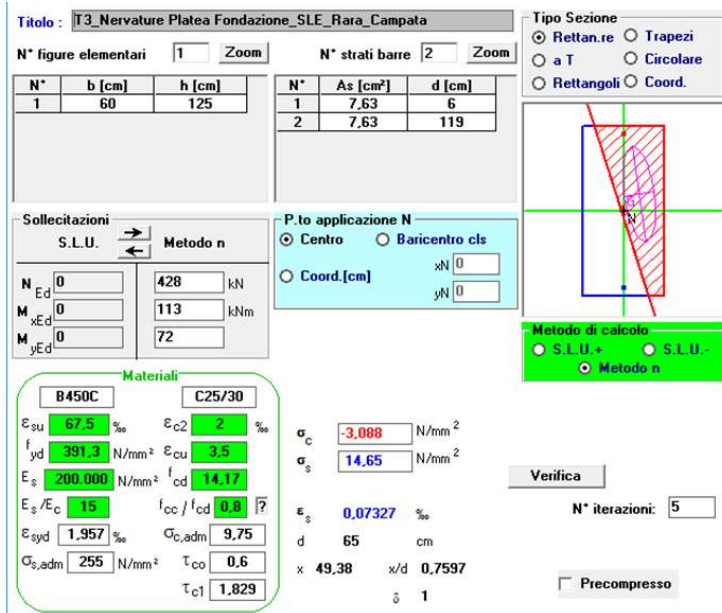 Titolo : T3_Nervature Platea Fondazione_SLE_Rara_Campata
N° figure elementari 1 Zoom N° strati barre 2 Zoom
N° b [cm] h [cm]
1 60 125
N° As [cm²] d [cm]
1 7,63 6
2 7,63 119
Tipo Sezione
Rettan.re Trapezi
a T Circolare
Rettangoli Coord.
G
N
Sollecitazioni
S.L.U. Metodo n
N Ed 0 428 kN
M xEd 0 113 kNm
M yEd 0 72
P.to applicazione N
Centro Baricentro cls
Coord.[cm] xN 0
yN 0
Metodo di calcolo
S.L.U.+ S.L.U.-
Metodo n
Materiali
B450C C25/30
εsu 67,5 ‰ εc2 2 ‰
fyd 391,3 N/mm² εcu 3,5
Es 200.000 N/mm² fcd 14,17
Es/Ec 15 fcc / fcd 0,8 ?
εsyd 1,957 ‰ σc,adm 9,75
σs,adm 255 N/mm² τco 0,6
τc1 1,829
σc -3,088 N/mm²
σs 14,65 N/mm²
εs 0,07327 ‰
d 65 cm
x 49,38 x/d 0,7597
δ 1
Verifica
N° iterazioni: 5
Precompresso